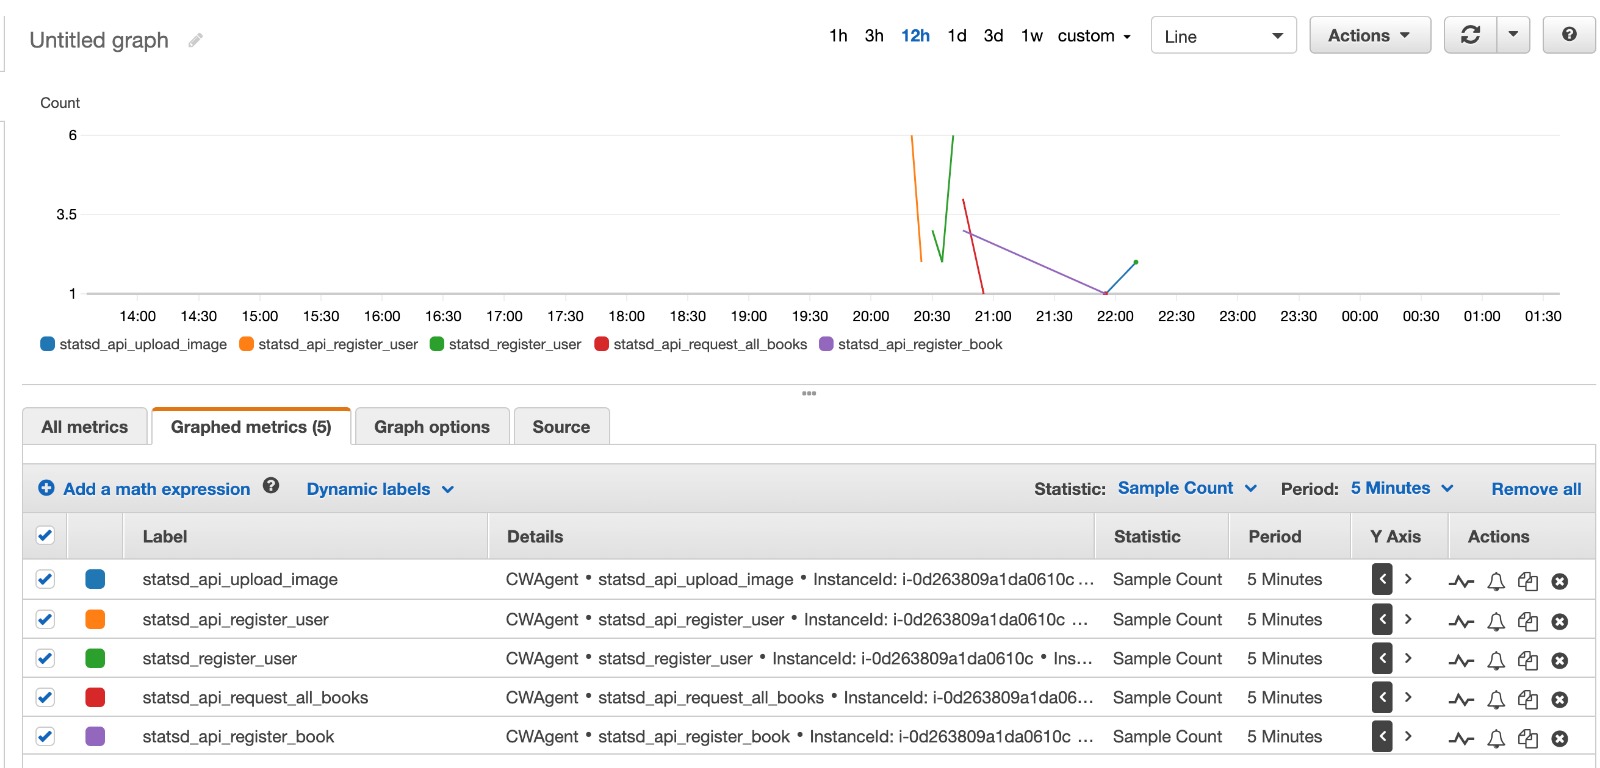 Untitled graph 1h 3h 12h 1d 3d 1w custom Line Actions ?
Count
6
3.5
1
14:00 14:30 15:00 15:30 16:00 16:30 17:00 17:30 18:00 18:30 19:00 19:30 20:00 20:30 21:00 21:30 22:00 22:30 23:00 23:30 00:00 00:30 01:00 01:30
statsd_api_upload_image statsd_api_register_user statsd_register_user statsd_api_request_all_books statsd_api_register_book
All metrics Graphed metrics (5) Graph options Source
Add a math expression ? Dynamic labels Statistic: Sample Count Period: 5 Minutes Remove all
Label Details Statistic Period Y Axis Actions
statsd_api_upload_image CWAgent • statsd_api_upload_image • InstanceId: i-0d263809a1da0610c ... Sample Count 5 Minutes < >
statsd_api_register_user CWAgent • statsd_api_register_user • InstanceId: i-0d263809a1da0610c ... Sample Count 5 Minutes < >
statsd_register_user CWAgent • statsd_register_user • InstanceId: i-0d263809a1da0610c • Ins... Sample Count 5 Minutes < >
statsd_api_request_all_books CWAgent • statsd_api_request_all_books • InstanceId: i-0d263809a1da06... Sample Count 5 Minutes < >
statsd_api_register_book CWAgent • statsd_api_register_book • InstanceId: i-0d263809a1da0610c ... Sample Count 5 Minutes < >